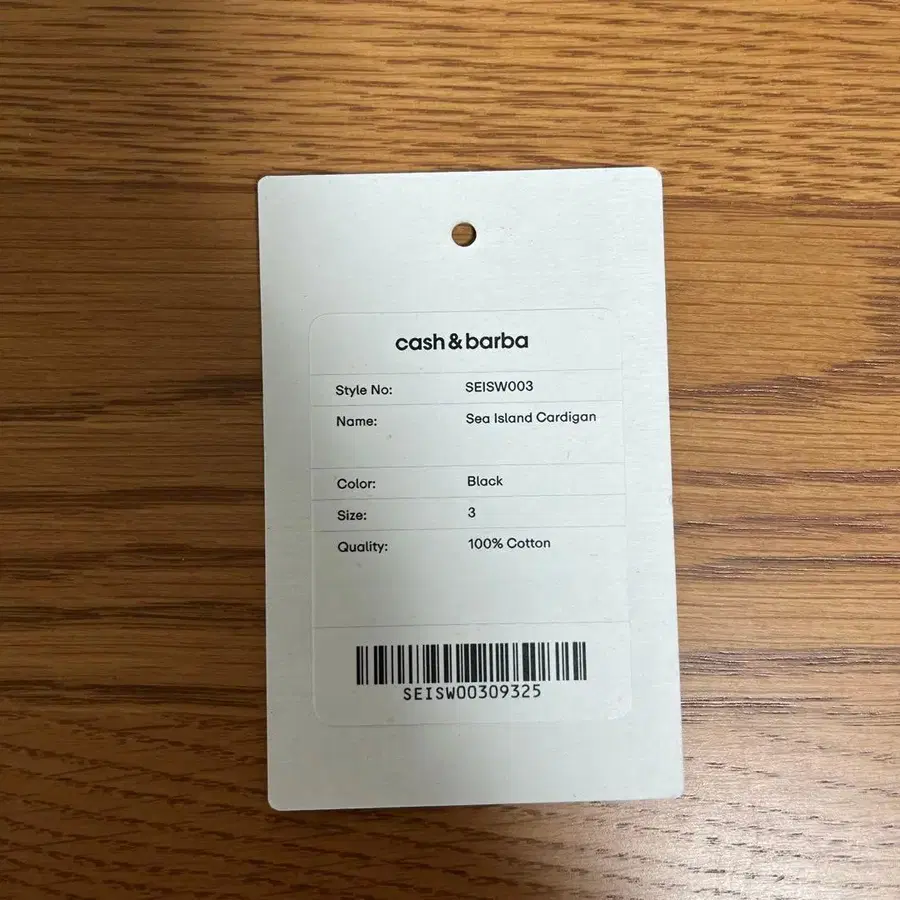 cash & barba
Style No: SEISW003
Name: Sea Island Cardigan
Color: Black
Size: 3
Quality: 100% Cotton
SEISW00309325